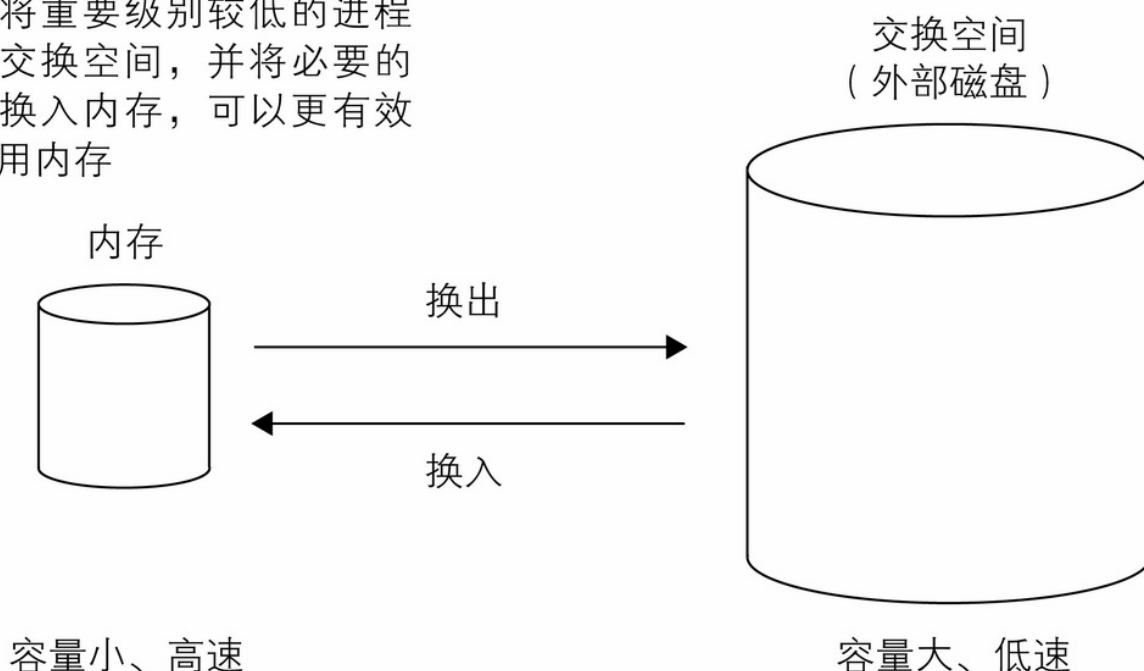 将重要级别较低的进程
交换空间，并将必要的
换入内存，可以更有效
用内存
交换空间
（外部磁盘）
内存
换出
换入
容量小、高速
容量大、低速